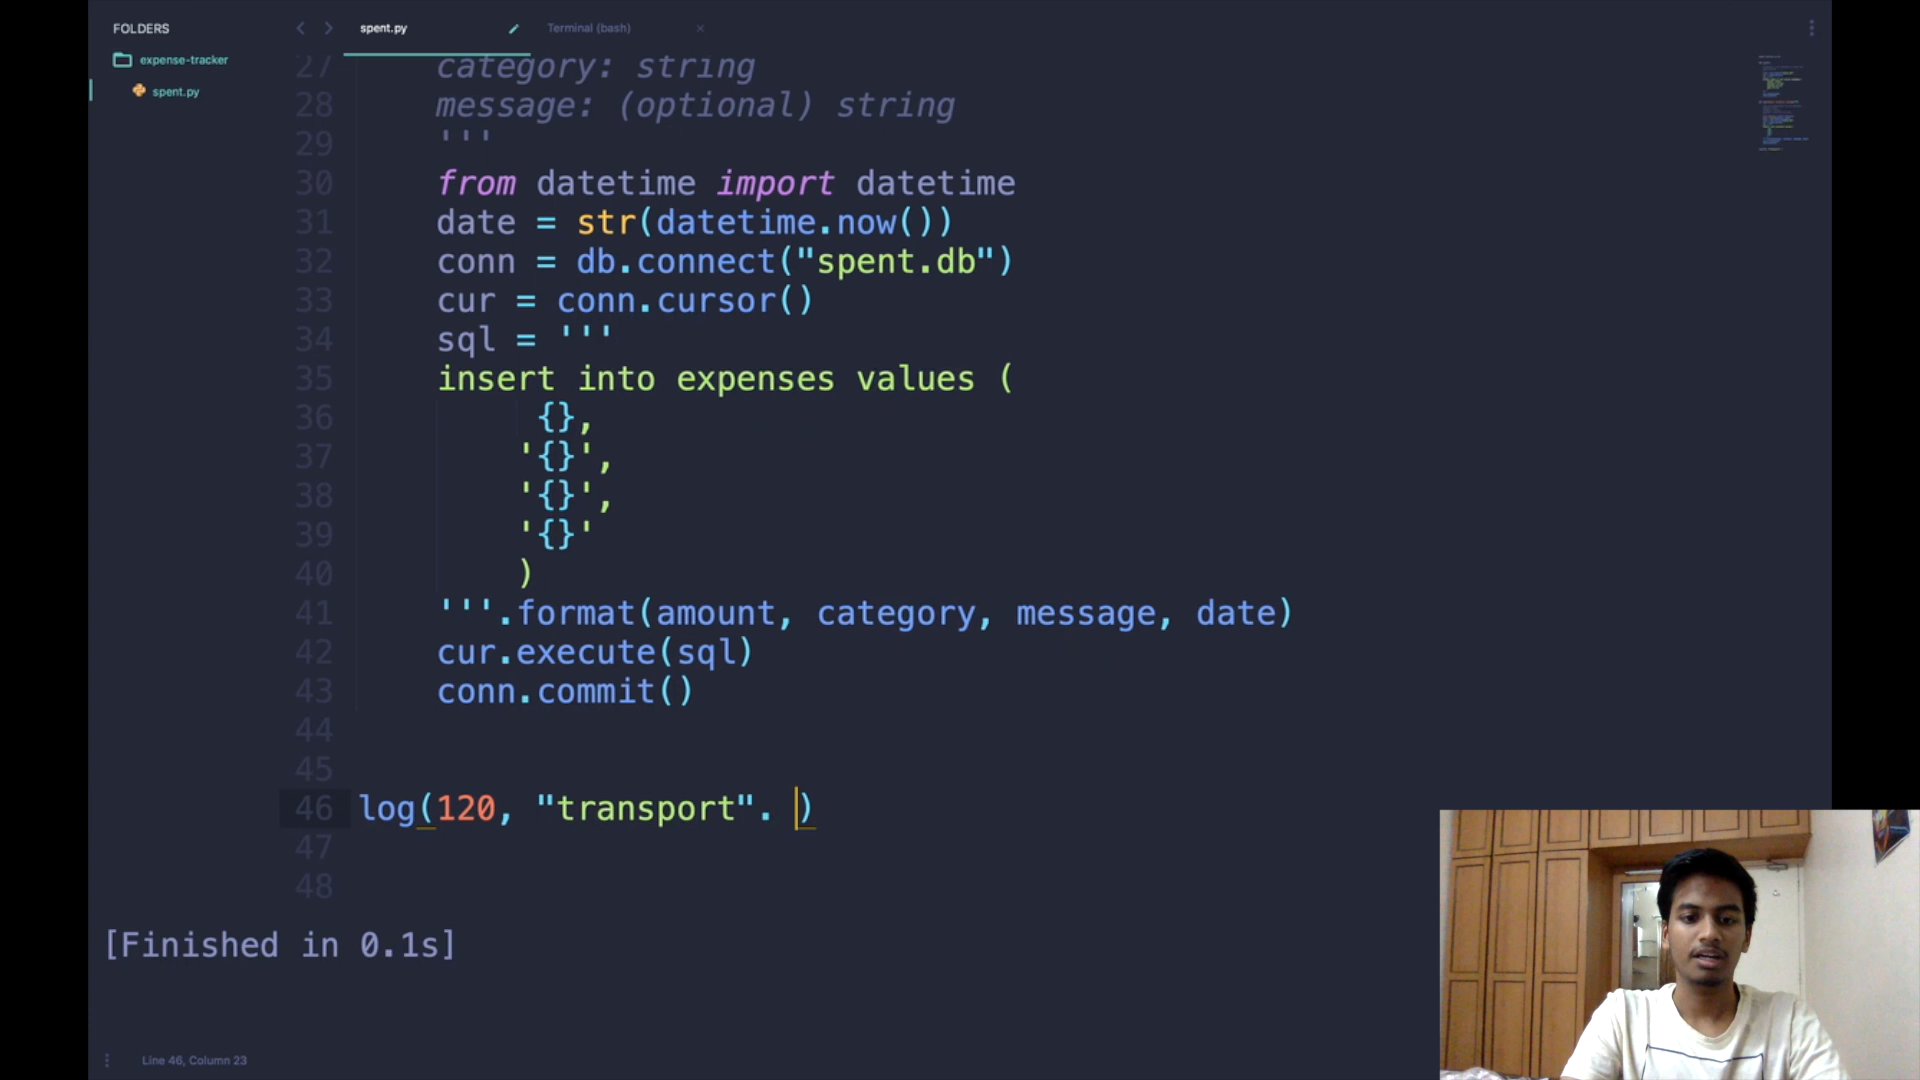 FOLDERS
expense-tracker
spent.py
spent.py
Terminal (bash)
27 category: string
28 message: (optional) string
29 '''
30 from datetime import datetime
31 date = str(datetime.now())
32 conn = db.connect("spent.db")
33 cur = conn.cursor()
34 sql = '''
35 insert into expenses values (
36 {},
37 '{}',
38 '{}',
39 '{}'
40 )
41 '''.format(amount, category, message, date)
42 cur.execute(sql)
43 conn.commit()
44
45
46 log(120, "transport". )
47
48
[Finished in 0.1s]
Line 46, Column 23